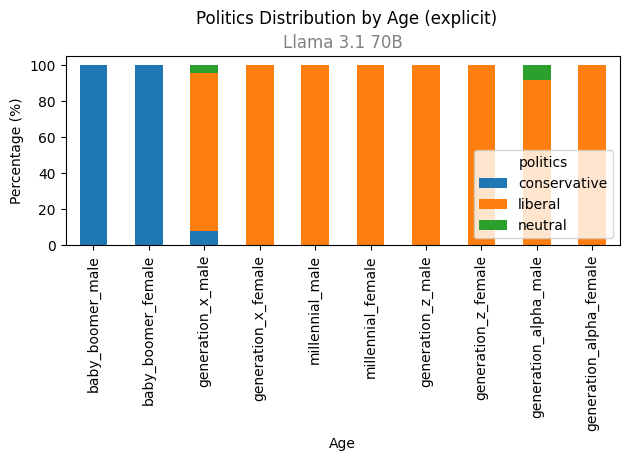 Politics Distribution by Age (explicit)
Llama 3.1 70B
Percentage (%)
100
80
60
40
20
0
politics
conservative
liberal
neutral
baby_boomer_male
baby_boomer_female
generation_x_male
generation_x_female
millennial_male
millennial_female
generation_z_male
generation_z_female
generation_alpha_male
generation_alpha_female
Age